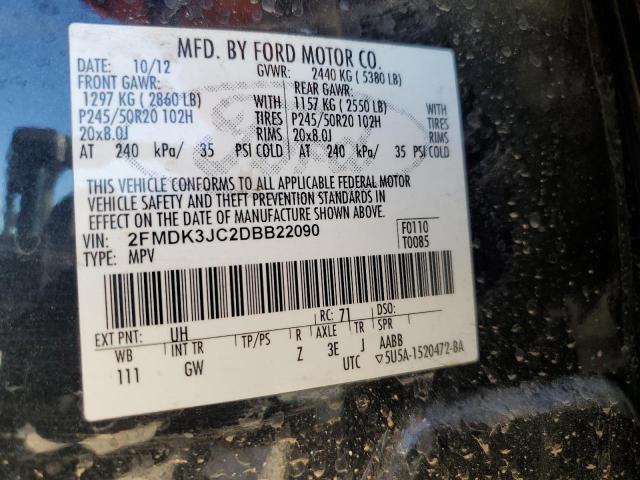 MFD. BY FORD MOTOR CO.
DATE: 10/12 GVWR: 2440 KG ( 5380 LB)
FRONT GAWR: REAR GAWR:
1297 KG ( 2860 LB) WITH 1157 KG ( 2550 LB) WITH
P245/50R20 102H TIRES P245/50R20 102H TIRES
20x8.0J RIMS 20x8.0J RIMS
AT 240 kPa/ 35 PSI COLD AT 240 kPa/ 35 PSI COLD
THIS VEHICLE CONFORMS TO ALL APPLICABLE FEDERAL MOTOR
VEHICLE SAFETY AND THEFT PREVENTION STANDARDS IN
EFFECT ON THE DATE OF MANUFACTURE SHOWN ABOVE.
VIN: 2FMDK3JC2DBB22090 F0110
TYPE: MPV T0085
EXT PNT: UH RC: 71 DSO:
WB INT TR TP/PS R AXLE TR SPR
111 GW Z 3E J AABB
UTC ▽5U5A-1520472-BA